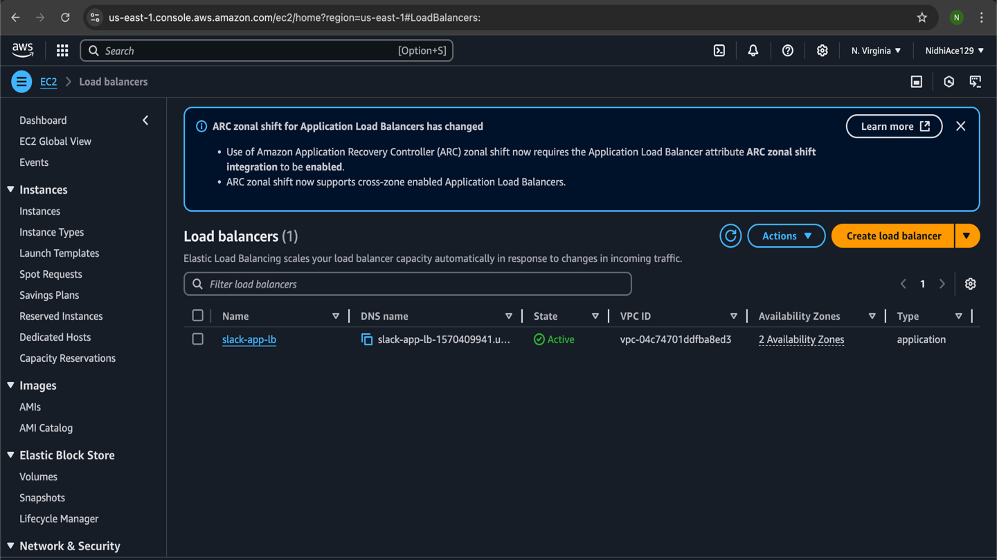 us-east-1.console.aws.amazon.com/ec2/home?region=us-east-1#LoadBalancers:
N
aws
Search
[Option+S]
N. Virginia
NidhiAce129
EC2
Load balancers
Dashboard
EC2 Global View
Events
Instances
Instances
Instance Types
Launch Templates
Spot Requests
Savings Plans
Reserved Instances
Dedicated Hosts
Capacity Reservations
Images
AMIs
AMI Catalog
Elastic Block Store
Volumes
Snapshots
Lifecycle Manager
Network & Security
ARC zonal shift for Application Load Balancers has changed
Learn more
• Use of Amazon Application Recovery Controller (ARC) zonal shift now requires the Application Load Balancer attribute ARC zonal shift
integration to be enabled.
• ARC zonal shift now supports cross-zone enabled Application Load Balancers.
Load balancers (1)
Actions
Create load balancer
Elastic Load Balancing scales your load balancer capacity automatically in response to changes in incoming traffic.
Filter load balancers
1
Name DNS name State VPC ID Availability Zones Type
slack-app-lb slack-app-lb-1570409941.u... Active vpc-04c74701ddfba8ed3 2 Availability Zones application